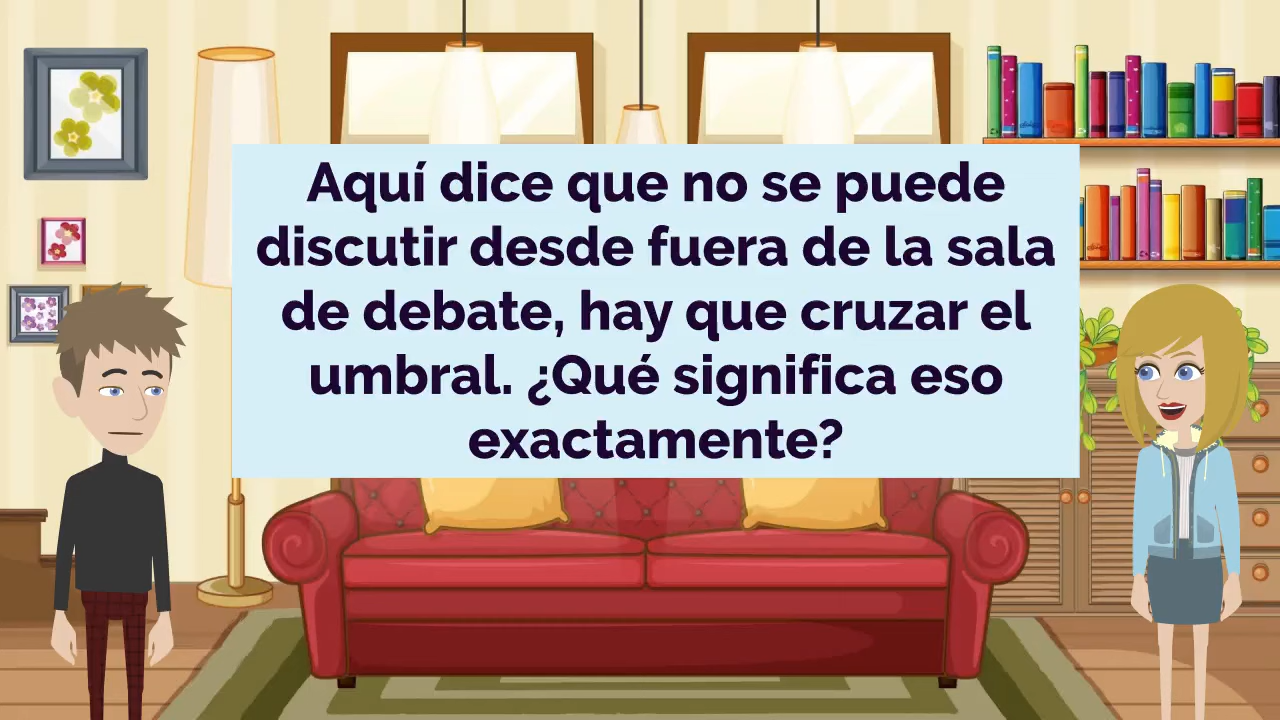 Aquí dice que no se puede
discutir desde fuera de la sala
de debate, hay que cruzar el
umbral. ¿Qué significa eso
exactamente?